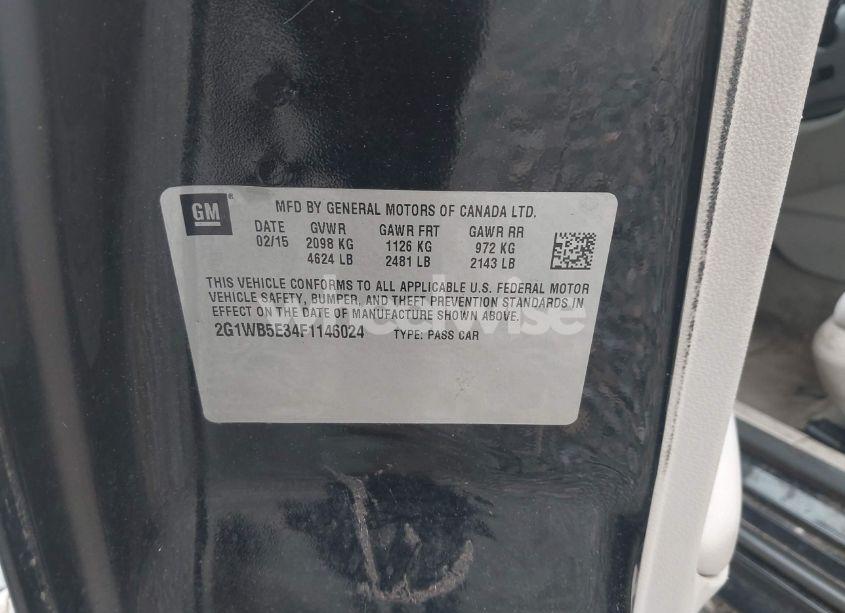 GM
MFD BY GENERAL MOTORS OF CANADA LTD.
DATE GVWR GAWR FRT GAWR RR
02/15 2098 KG 1126 KG 972 KG
4624 LB 2481 LB 2143 LB
THIS VEHICLE CONFORMS TO ALL APPLICABLE U.S. FEDERAL MOTOR
VEHICLE SAFETY, BUMPER, AND THEFT PREVENTION STANDARDS IN
EFFECT ON THE DATE OF MANUFACTURE SHOWN ABOVE.
2G1WB5E34F1146024 TYPE: PASS CAR